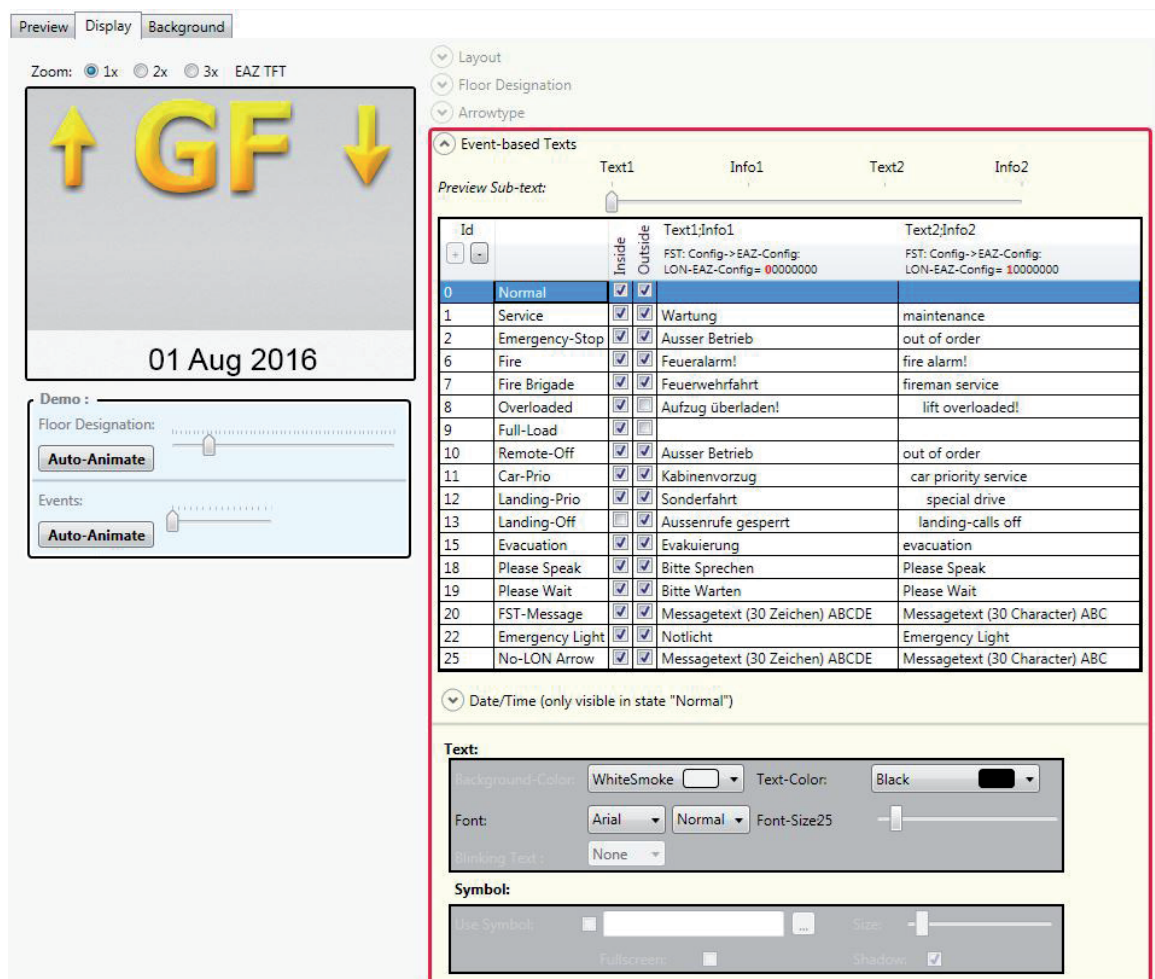 Preview Display Background
Zoom: 1x 2x 3x EAZ TFT
GF
01 Aug 2016
Demo :
Floor Designation:
Auto-Animate
Events:
Auto-Animate
Layout
Floor Designation
Arrowtype
Event-based Texts
Text1 Info1 Text2 Info2
Preview Sub-text:
Id Inside Outside Text1;Info1 Text2;Info2
+ - FST: Config->EAZ-Config: FST: Config->EAZ-Config:
LON-EAZ-Config= 00000000 LON-EAZ-Config= 10000000
0 Normal
1 Service Wartung maintenance
2 Emergency-Stop Ausser Betrieb out of order
6 Fire Feueralarm! fire alarm!
7 Fire Brigade Feuerwehrfahrt fireman service
8 Overloaded Aufzug überladen! lift overloaded!
9 Full-Load
10 Remote-Off Ausser Betrieb out of order
11 Car-Prio Kabinenvorzug car priority service
12 Landing-Prio Sonderfahrt special drive
13 Landing-Off Aussenrufe gesperrt landing-calls off
15 Evacuation Evakuierung evacuation
18 Please Speak Bitte Sprechen Please Speak
19 Please Wait Bitte Warten Please Wait
20 FST-Message Messagetext (30 Zeichen) ABCDE Messagetext (30 Character) ABC
22 Emergency Light Notlicht Emergency Light
25 No-LON Arrow Messagetext (30 Zeichen) ABCDE Messagetext (30 Character) ABC
Date/Time (only visible in state "Normal")
Text:
Background-Color: WhiteSmoke Text-Color: Black
Font: Arial Normal Font-Size25
Blinking Text : None
Symbol:
Use Symbol: ... Size:
Fullscreen: Shadow: